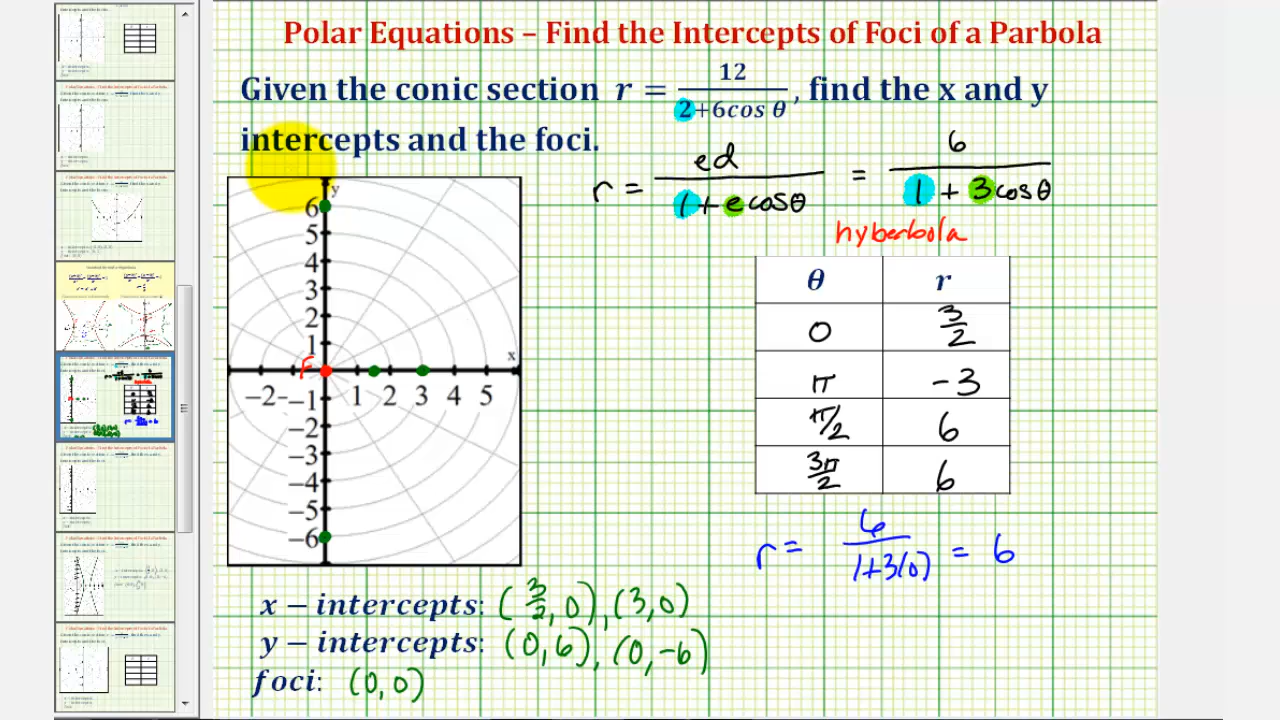 Polar Equations – Find the Intercepts of Foci of a Parbola
Given the conic section r = 12 / 2+6cos θ, find the x and y
intercepts and the foci.
r = ed / 1 + e cosθ = 6 / 1 + 3 cosθ
hyberbola
y
6
5
4
3
2
1
F
x
-2 -1 1 2 3 4 5
-2
-3
-4
-5
-6
θ r
0 3/2
π -3
π/2 6
3π/2 6
r = 6 / 1+3(0) = 6
x − intercepts: (3/2, 0), (3, 0)
y − intercepts: (0, 6), (0, -6)
foci: (0, 0)